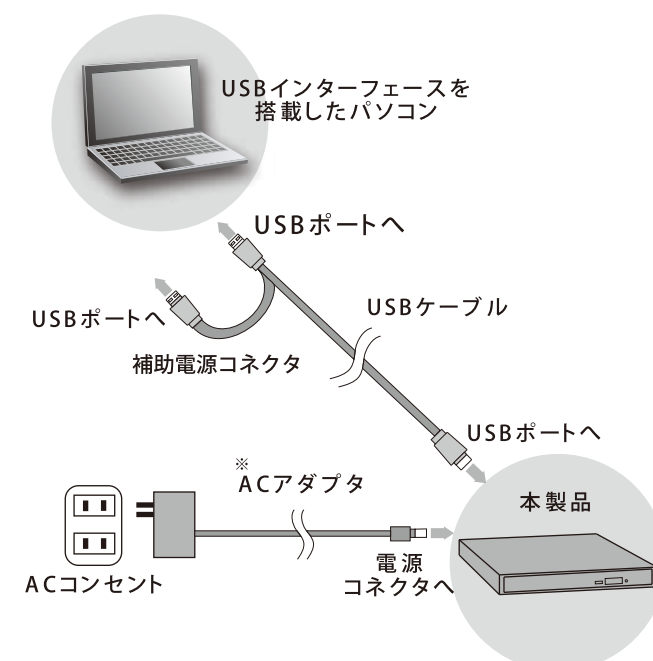 USBインターフェースを
搭載したパソコン
USBポートへ
USBポートへ
USBケーブル
補助電源コネクタ
USBポートへ
※
ACアダプタ
本製品
ACコンセント
電源
コネクタへ